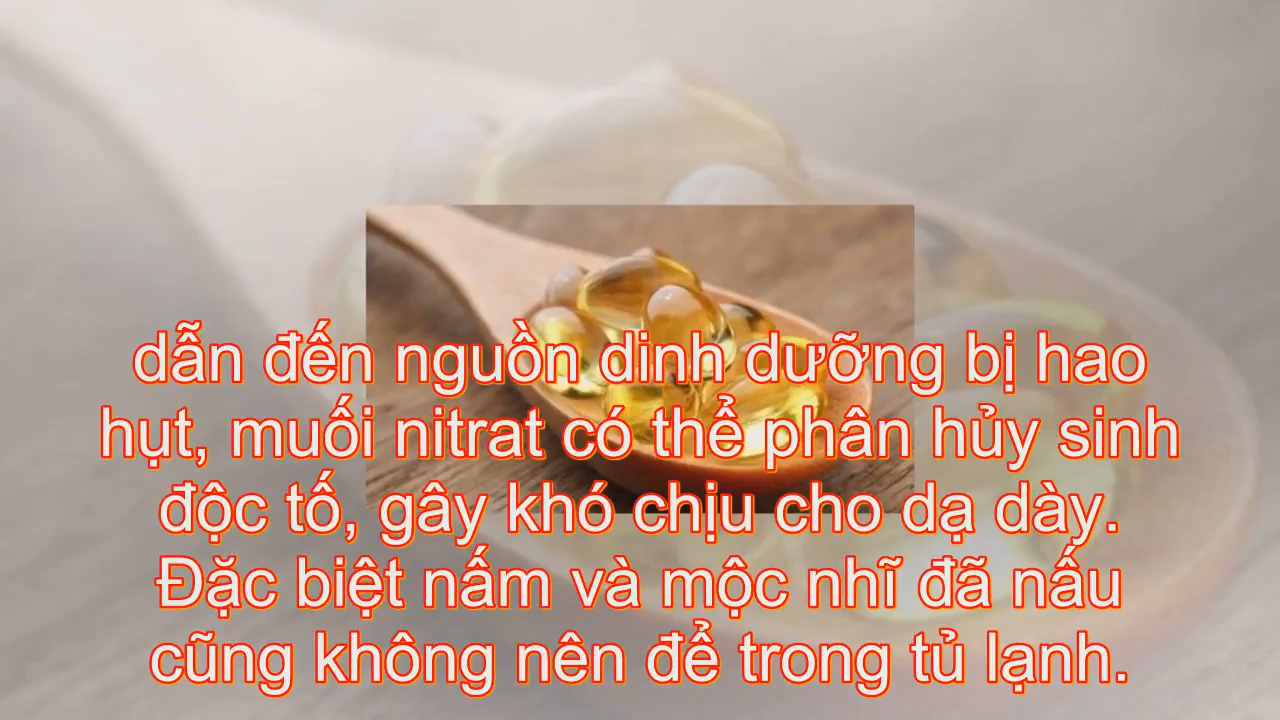 dẫn đến nguồn dinh dưỡng bị hao
hụt, muối nitrat có thể phân hủy sinh
độc tố, gây khó chịu cho dạ dày.
Đặc biệt nấm và mộc nhĩ đã nấu
cũng không nên để trong tủ lạnh.